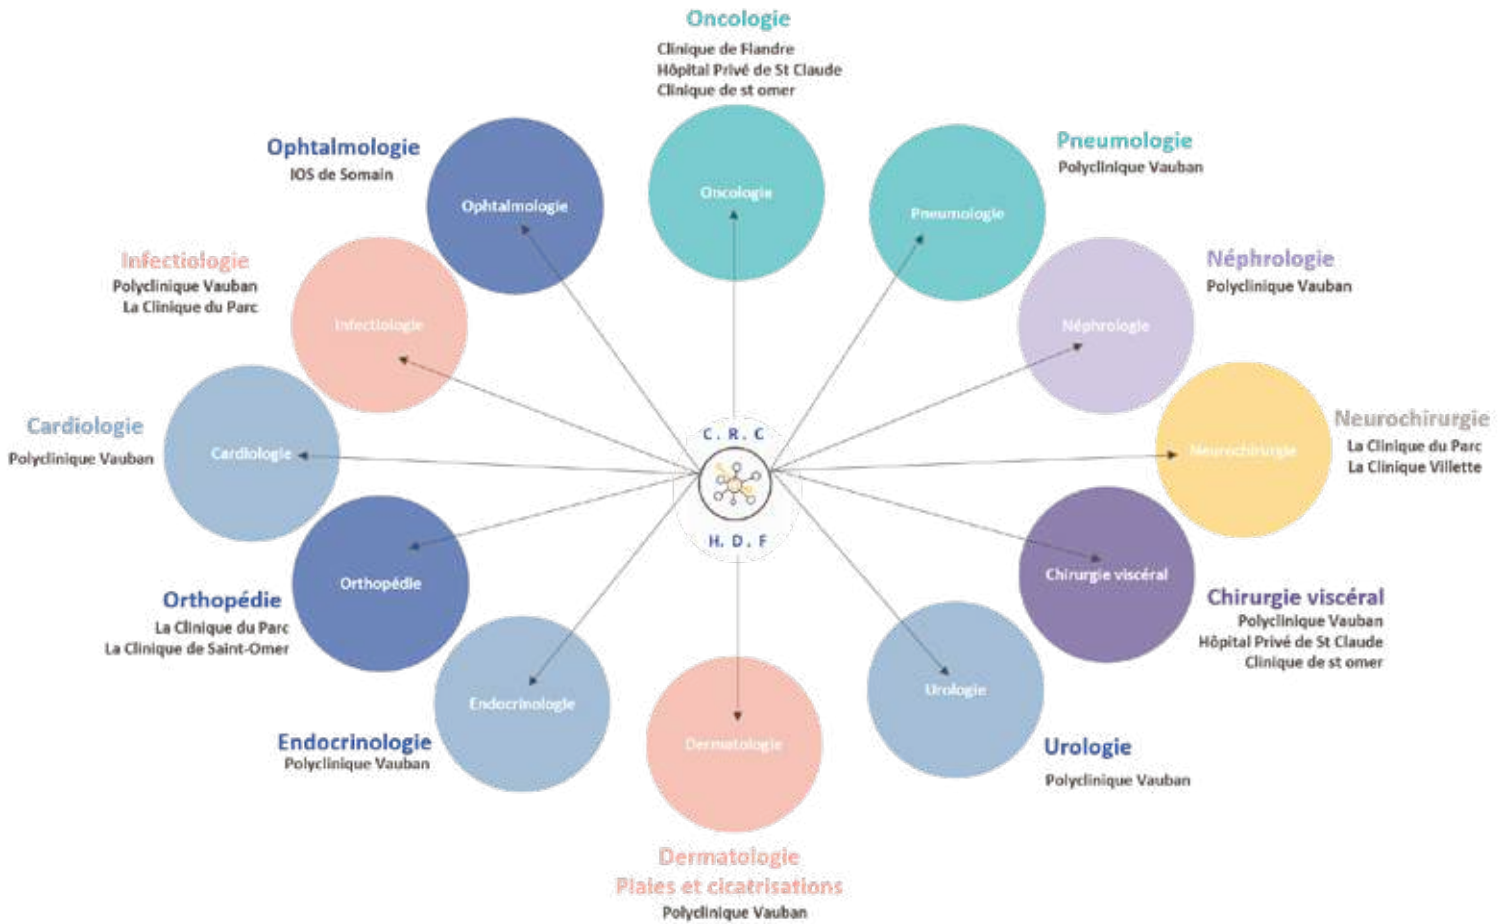 Oncologie
Clinique de Flandre
Hôpital Privé de St Claude
Clinique de st omer
Oncologie
Pneumologie
Polyclinique Vauban
Pneumologie
Néphrologie
Polyclinique Vauban
Néphrologie
Neurochirurgie
La Clinique du Parc
La Clinique Villette
Neurochirurgie
Chirurgie viscéral
Chirurgie viscéral
Polyclinique Vauban
Hôpital Privé de St Claude
Clinique de st omer
Urologie
Urologie
Polyclinique Vauban
Dermatologie
Dermatologie
Plaies et cicatrisations
Polyclinique Vauban
Endocrinologie
Endocrinologie
Polyclinique Vauban
Orthopédie
Orthopédie
La Clinique du Parc
La Clinique de Saint-Omer
Cardiologie
Polyclinique Vauban
Cardiologie
Infectiologie
Polyclinique Vauban
La Clinique du Parc
Infectiologie
Ophtalmologie
IOS de Somain
Ophtalmologie
C. R. C
H. D. F